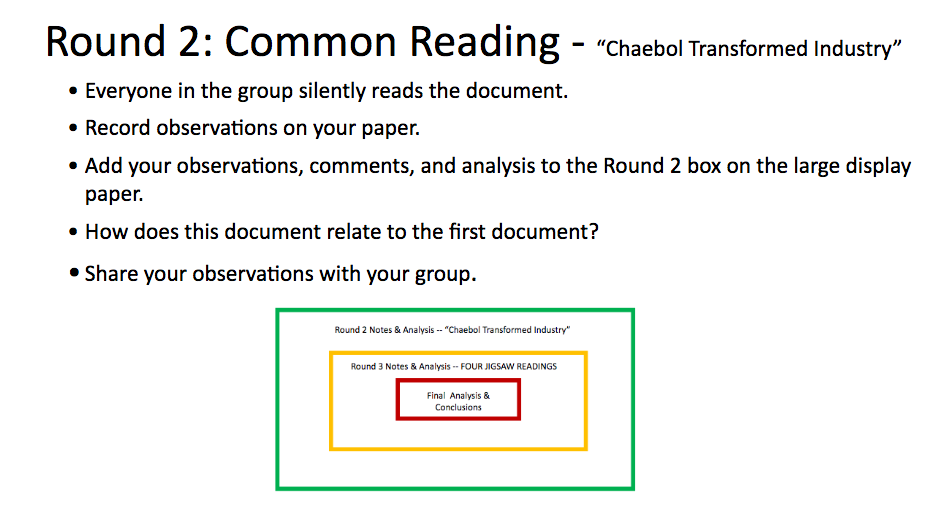 Round 2: Common Reading - “Chaebol Transformed Industry”
• Everyone in the group silently reads the document.
• Record observations on your paper.
• Add your observations, comments, and analysis to the Round 2 box on the large display
paper.
• How does this document relate to the first document?
• Share your observations with your group.
Round 2 Notes & Analysis -- “Chaebol Transformed Industry”
Round 3 Notes & Analysis -- FOUR JIGSAW READINGS
Final Analysis &
Conclusions